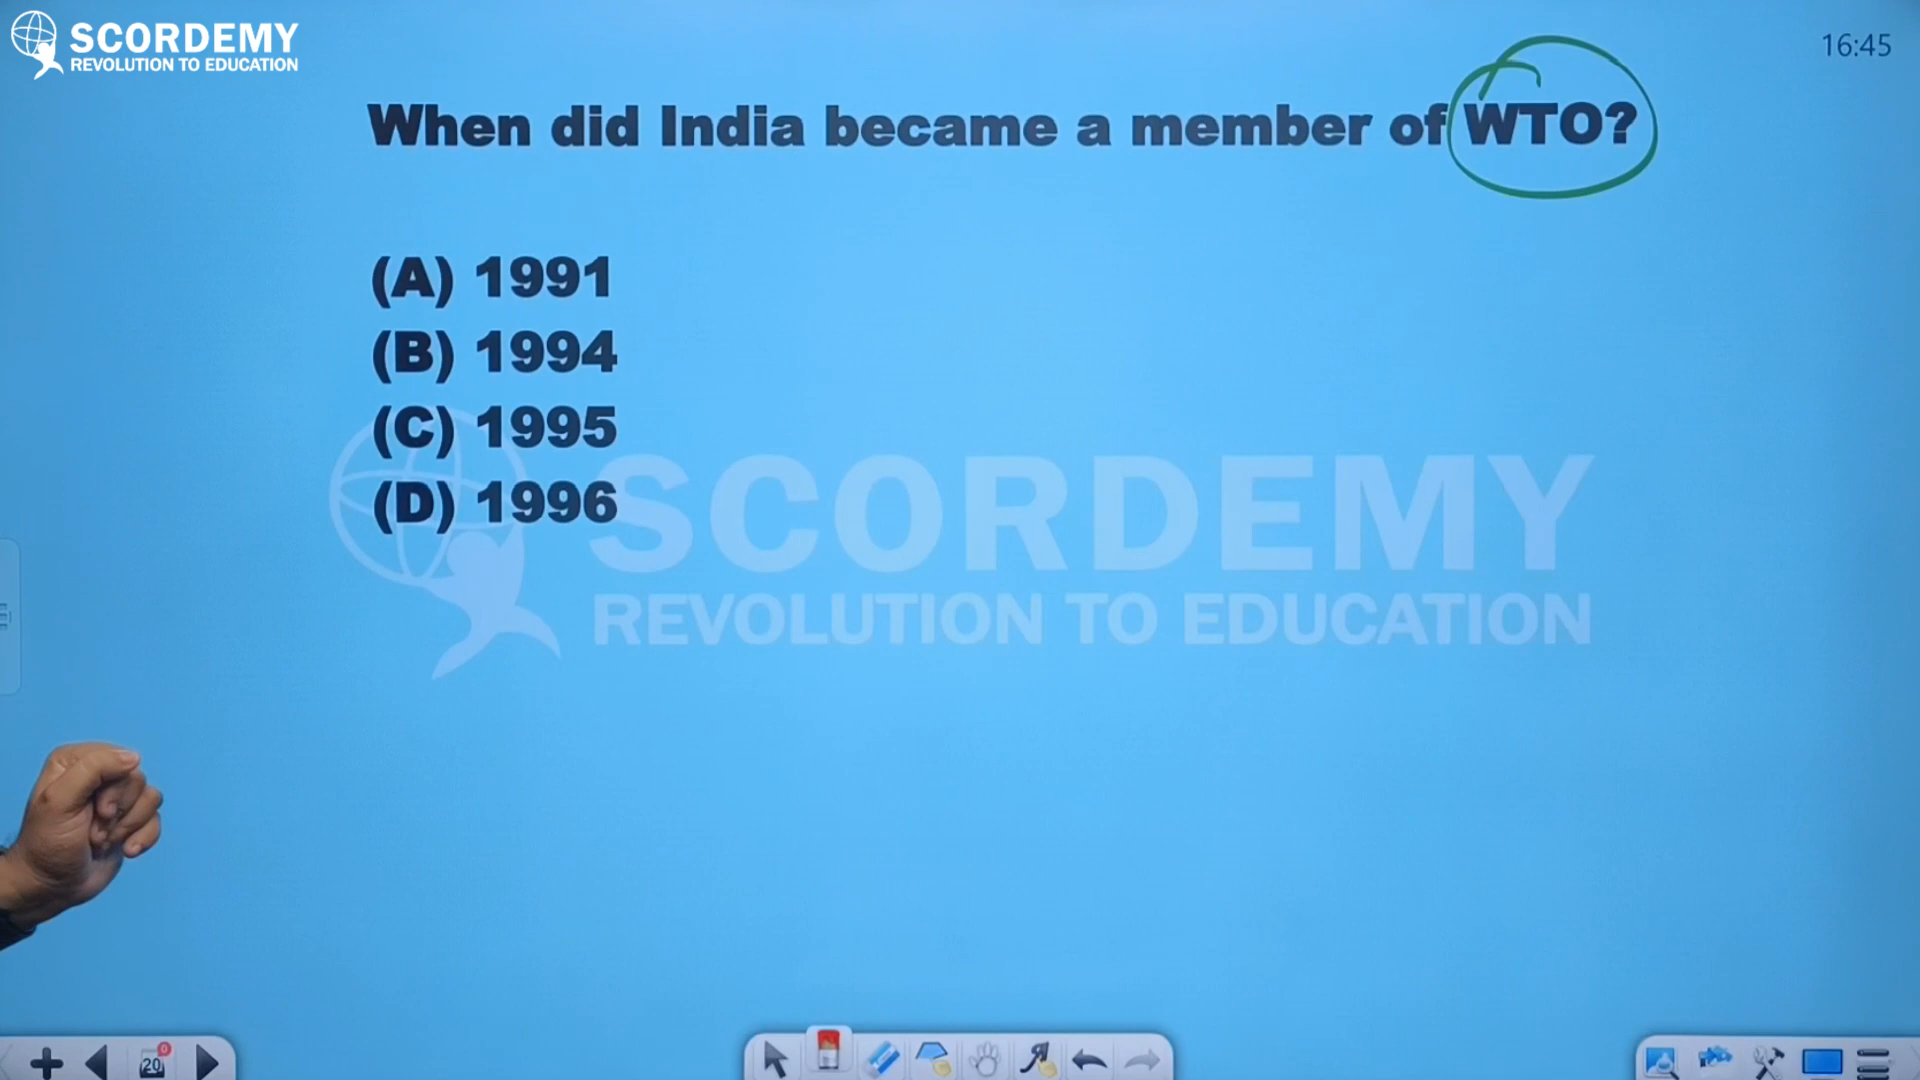 SCORDEMY
REVOLUTION TO EDUCATION
16:45
When did India became a member of WTO?
(A) 1991
(B) 1994
(C) 1995
(D) 1996
SCORDEMY
REVOLUTION TO EDUCATION
20
0